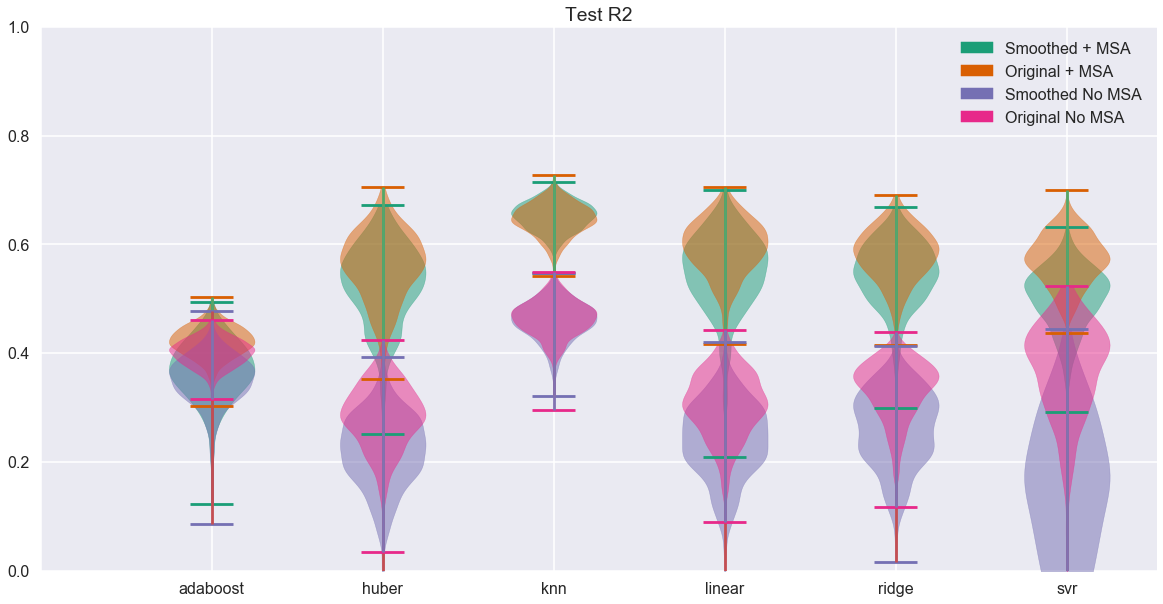 Test R2
1.0
0.8
0.6
0.4
0.2
0.0
Smoothed + MSA
Original + MSA
Smoothed No MSA
Original No MSA
adaboost huber knn linear ridge svr